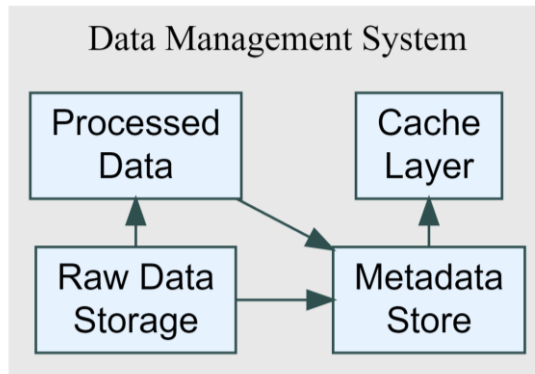 Data Management System
Processed
Data
Cache
Layer
Raw Data
Storage
Metadata
Store